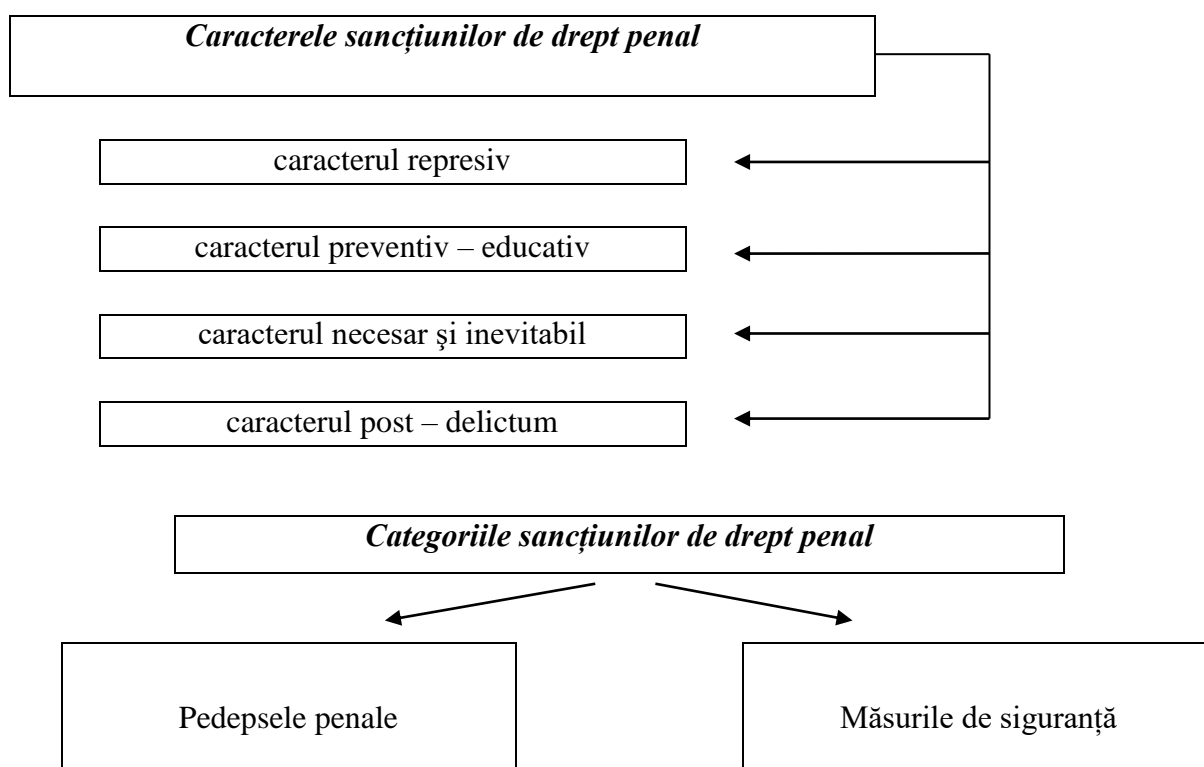 Caracterele sancțiunilor de drept penal
caracterul represiv
caracterul preventiv – educativ
caracterul necesar şi inevitabil
caracterul post – delictum
Categoriile sancțiunilor de drept penal
Pedepsele penale
Măsurile de siguranță